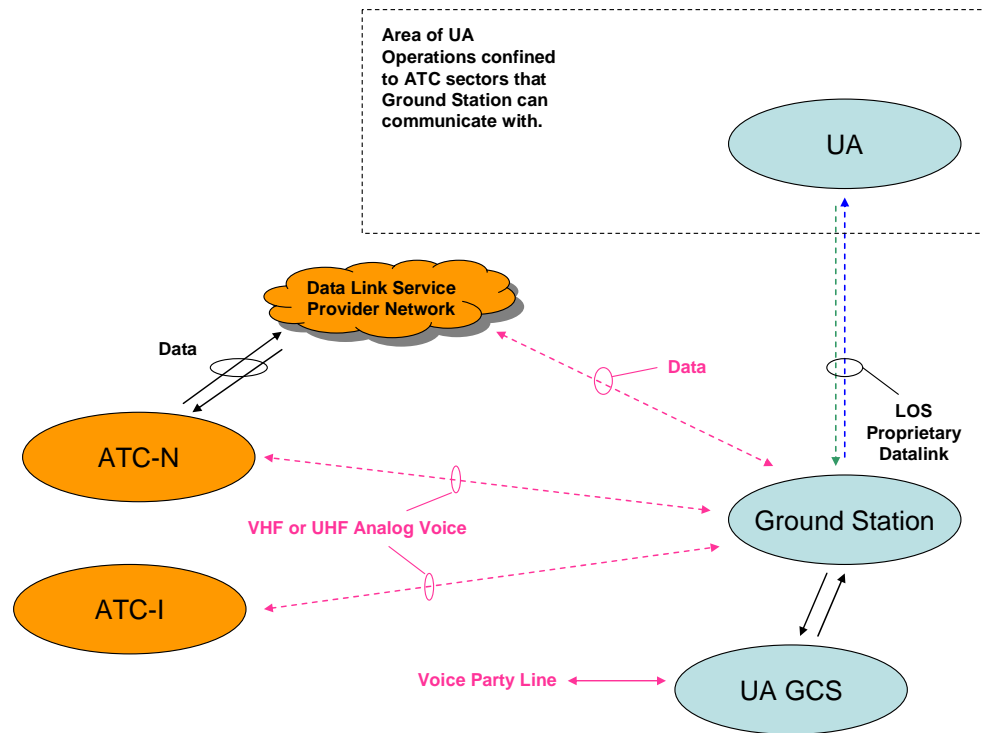 Area of UA
Operations confined
to ATC sectors that
Ground Station can
communicate with.
UA
Data Link Service
Provider Network
Data
Data
LOS
Proprietary
Datalink
ATC-N
Ground Station
VHF or UHF Analog Voice
ATC-I
Voice Party Line
UA GCS